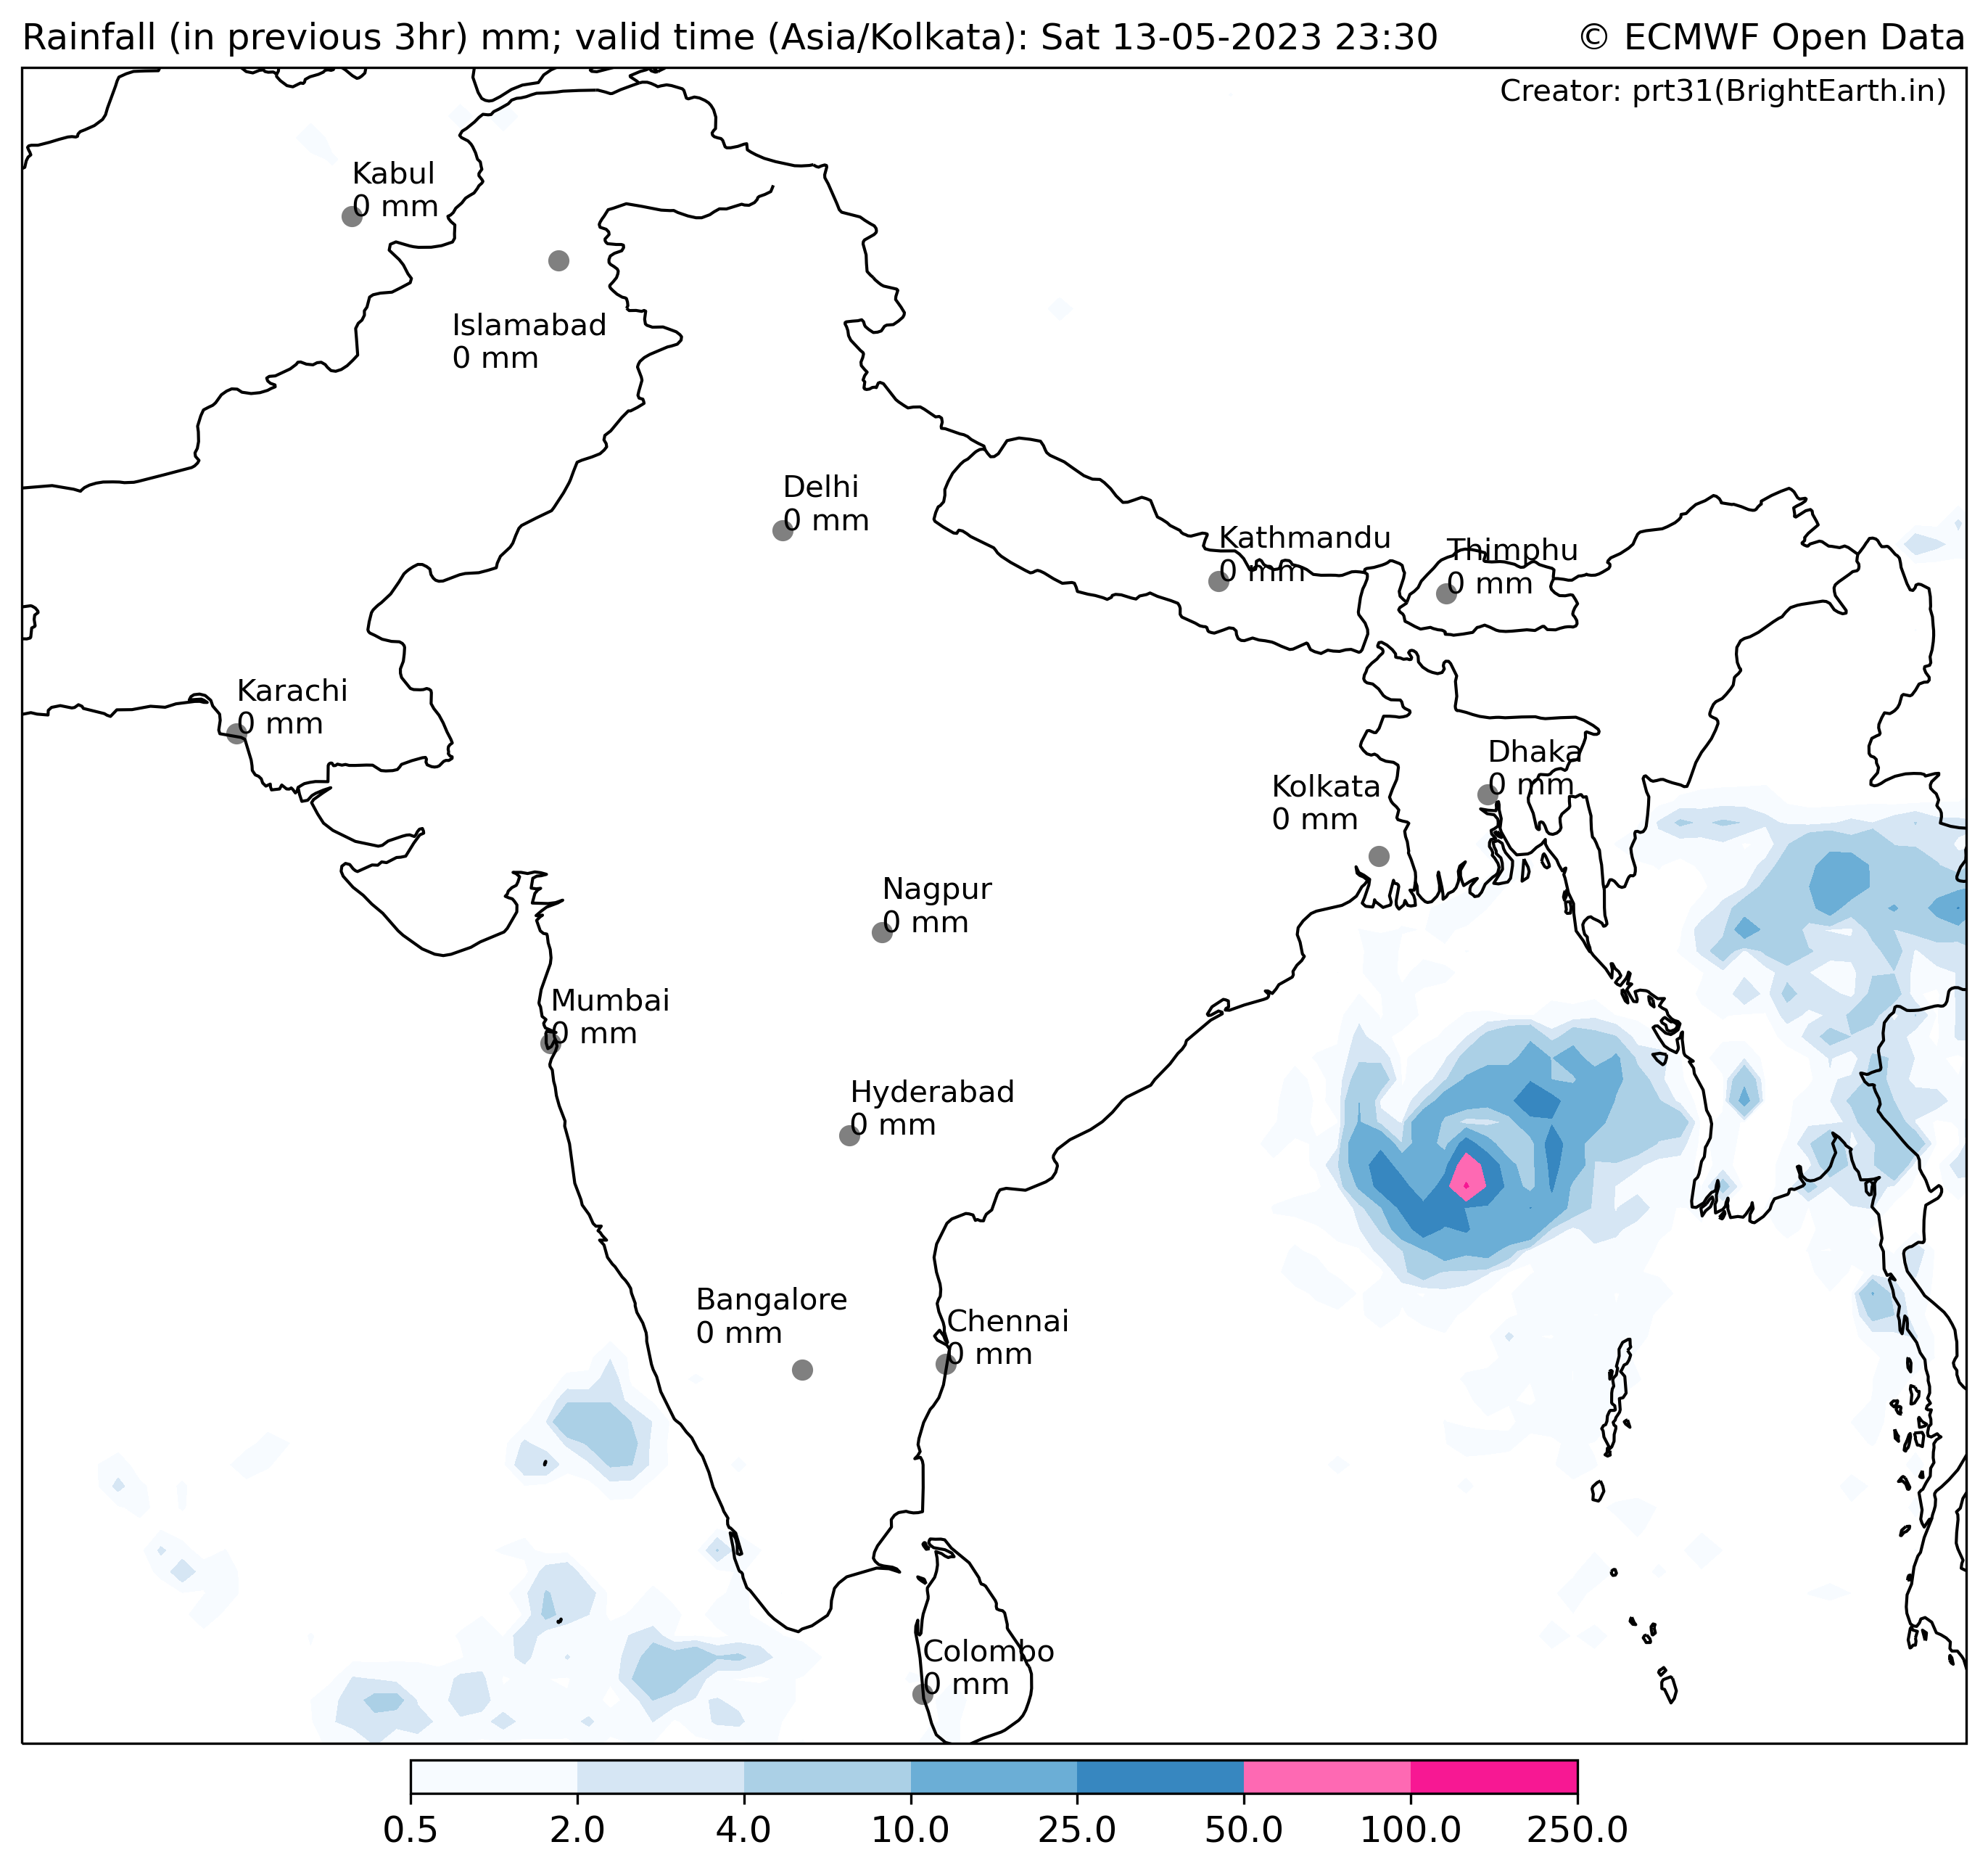 Rainfall (in previous 3hr) mm; valid time (Asia/Kolkata): Sat 13-05-2023 23:30
© ECMWF Open Data
Creator: prt31(BrightEarth.in)
Kabul
0 mm
Islamabad
0 mm
Delhi
0 mm
Kathmandu
0 mm
Thimphu
0 mm
Karachi
0 mm
Dhaka
0 mm
Kolkata
0 mm
Nagpur
0 mm
Mumbai
0 mm
Hyderabad
0 mm
Bangalore
0 mm
Chennai
0 mm
Colombo
0 mm
0.5 2.0 4.0 10.0 25.0 50.0 100.0 250.0